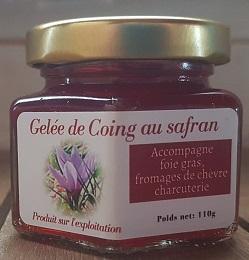 Gelée de Coing au safran
Accompagne
foie gras,
fromages de chèvre
charcuterie
Produit sur l'exploitation
Poids net: 110g